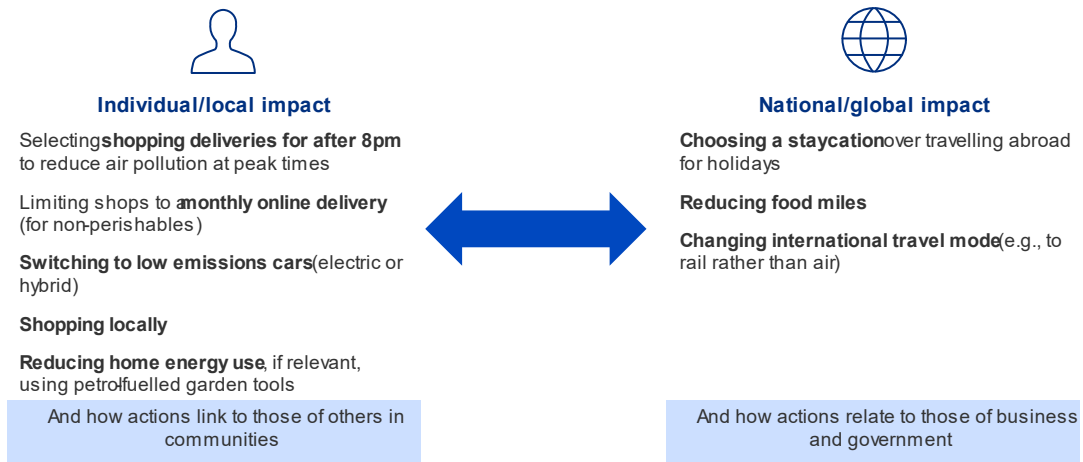 Individual/local impact
Selectingshopping deliveries for after 8pm
to reduce air pollution at peak times
Limiting shops to amonthly online delivery
(for non-perishables)
Switching to low emissions cars(electric or
hybrid)
Shopping locally
Reducing home energy use, if relevant,
using petrol-fuelled garden tools
And how actions link to those of others in
communities
National/global impact
Choosing a staycationover travelling abroad
for holidays
Reducing food miles
Changing international travel mode(e.g., to
rail rather than air)
And how actions relate to those of business
and government